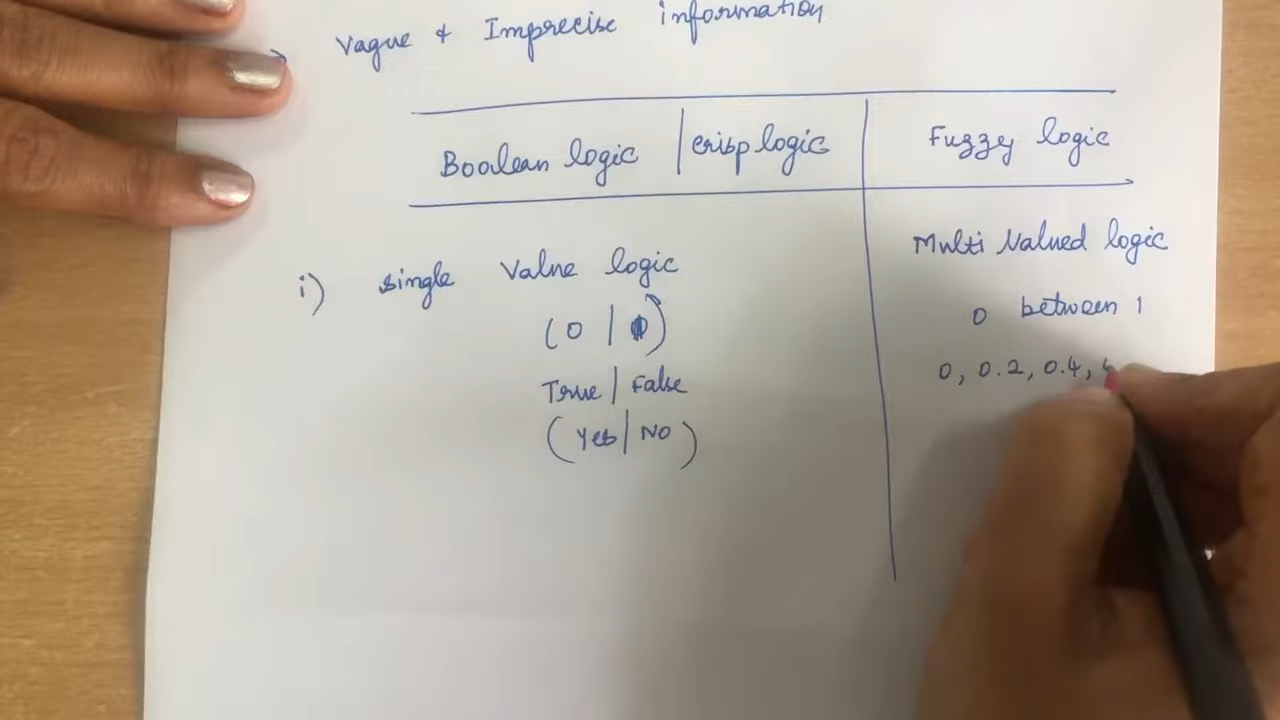 Vague & Imprecise information
Boolean logic | crisp logic
Fuzzy logic
i) single Value logic
(0 | 1)
True | False
(Yes | No)
Multi Valued logic
0 between 1
0, 0.2, 0.4,